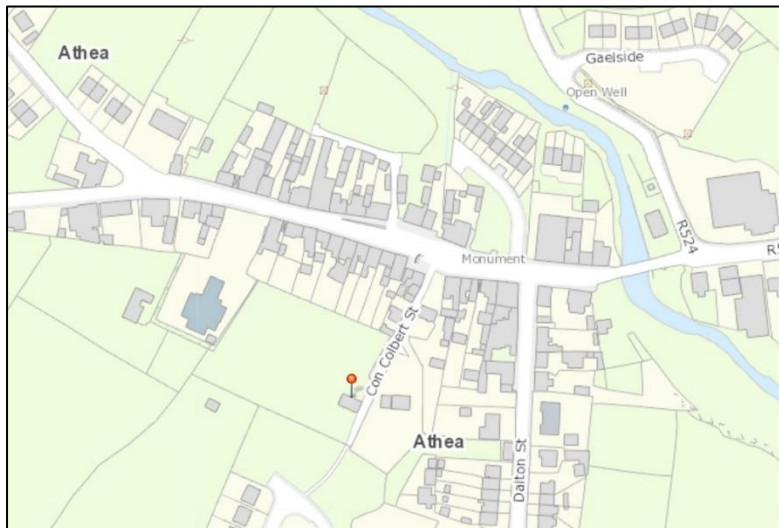 Athea
Gaelside
Open Well
R524
R5
Monument
Con Colbert St
Athea
Dalton St